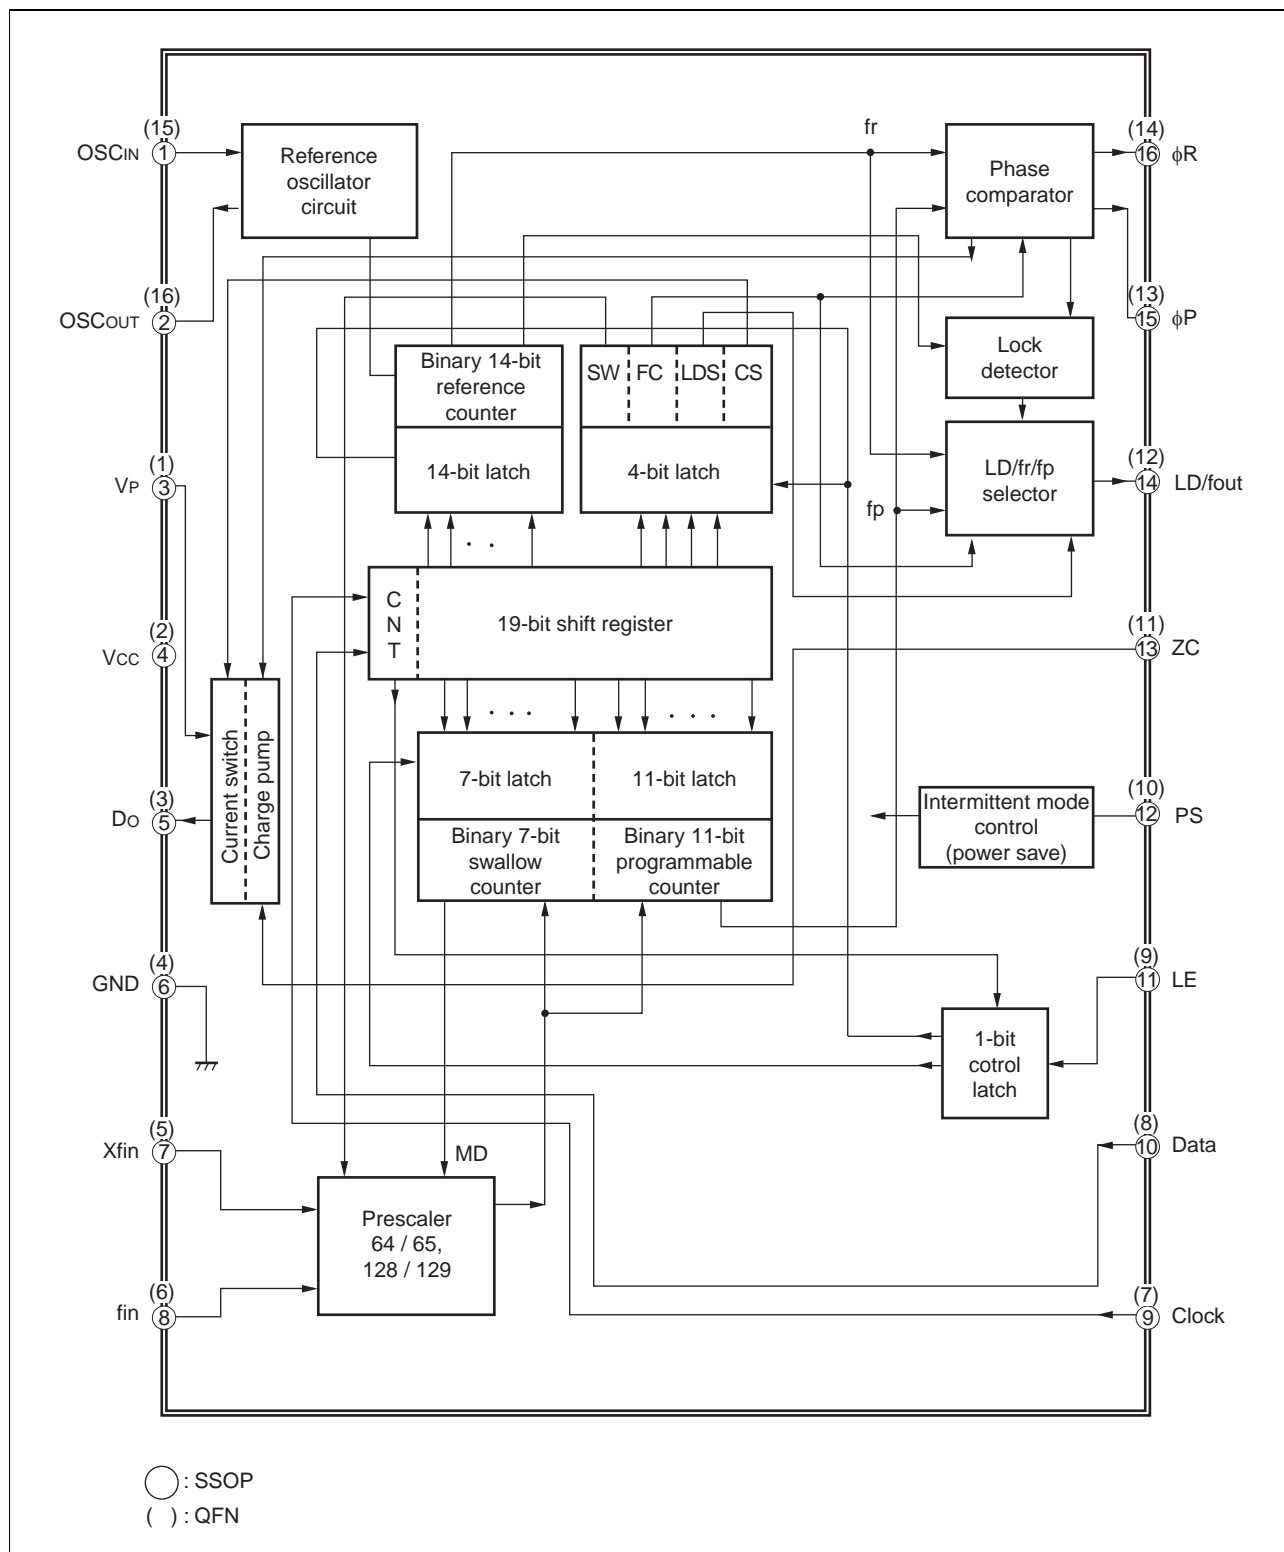 (15)
OSCIN
1
Reference
oscillator
circuit
fr
Phase
comparator
(14)
16
ϕR
(16)
OSCOUT
2
(13)
15
ϕP
Binary 14-bit
reference
counter
SW
FC
LDS
CS
Lock
detector
14-bit latch
4-bit latch
LD/fr/fp
selector
(12)
14
LD/fout
(1)
VP
3
fp
. .
C
N
T
19-bit shift register
(2)
VCC
4
(11)
13
ZC
. . .
. . .
Current switch
Charge pump
7-bit latch
11-bit latch
(3)
DO
5
Binary 7-bit
swallow
counter
Binary 11-bit
programmable
counter
Intermittent mode
control
(power save)
(10)
12
PS
(4)
GND
6
(9)
11
LE
1-bit
cotrol
latch
(5)
Xfin
7
MD
(8)
10
Data
Prescaler
64 / 65,
128 / 129
(6)
fin
8
(7)
9
Clock
: SSOP
( ) : QFN